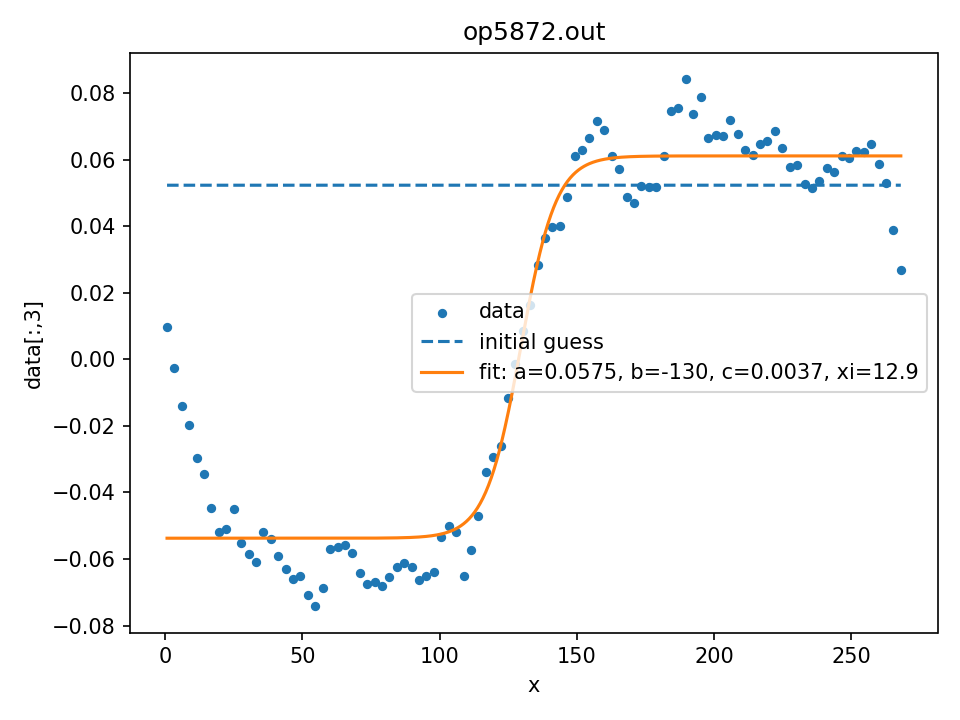 op5872.out
data[:,3]
0.08
0.06
0.04
0.02
0.00
−0.02
−0.04
−0.06
−0.08
data
initial guess
fit: a=0.0575, b=-130, c=0.0037, xi=12.9
0 50 100 150 200 250
x